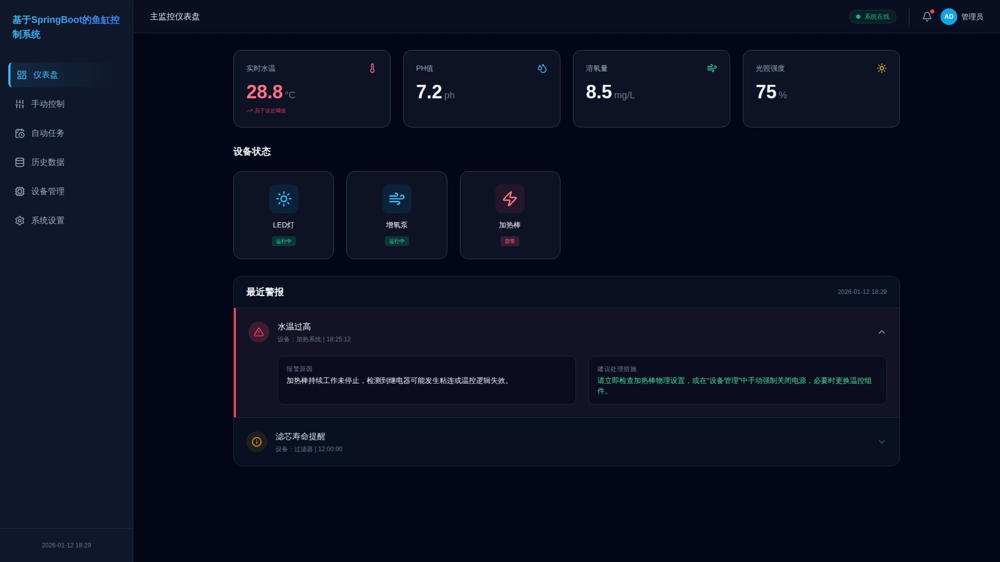 基于SpringBoot的鱼缸控
制系统
仪表盘
手动控制
自动任务
历史数据
设备管理
系统设置
2026-01-12 18:29
主监控仪表盘
系统在线
AD
管理员
实时水温
28.8 °C
高于设定阈值
PH值
7.2 ph
溶氧量
8.5 mg/L
光照强度
75 %
设备状态
LED灯
运行中
增氧泵
运行中
加热棒
异常
最近警报
2026-01-12 18:29
水温过高
设备：加热系统 | 18:25:12
报警原因
加热棒持续工作未停止，检测到继电器可能发生粘连或温控逻辑失效。
建议处理措施
请立即检查加热棒物理设置，或在“设备管理”中手动强制关闭电源，必要时更换温控组
件。
滤芯寿命提醒
设备：过滤器 | 12:00:00